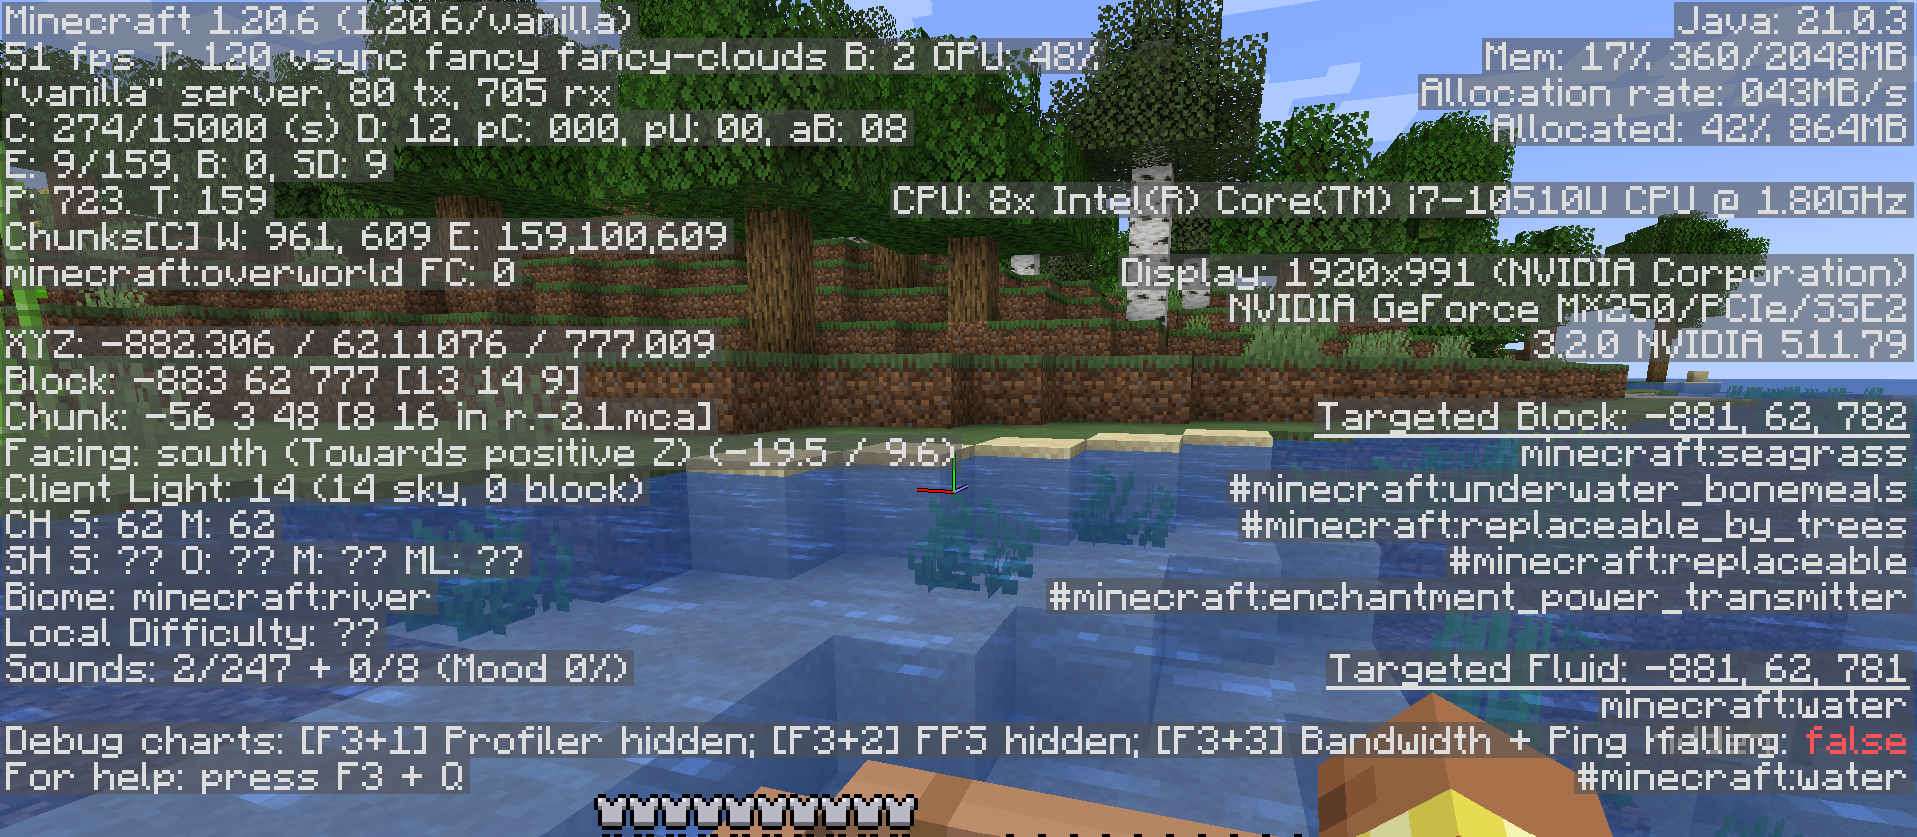 Minecraft 1.20.6 (1.20.6/vanilla)
51 fps T: 120 vsync fancy fancy-clouds B: 2 GPU: 48%
"vanilla" server, 80 tx, 705 rx
C: 274/15000 (s) D: 12, pC: 000, pU: 00, aB: 08
E: 9/159, B: 0, SD: 9
P: 723. T: 159
Chunks[C] W: 961, 609 E: 159,100,609
minecraft:overworld FC: 0
XYZ: -882.306 / 62.11076 / 777.009
Block: -883 62 777 [13 14 9]
Chunk: -56 3 48 [8 16 in r.-2.1.mca]
Facing: south (Towards positive Z) (-19.5 / 9.6)
Client Light: 14 (14 sky, 0 block)
CH S: 62 M: 62
SH S: ?? O: ?? M: ?? ML: ??
Biome: minecraft:river
Local Difficulty: ??
Sounds: 2/247 + 0/8 (Mood 0%)
Debug charts: [F3+1] Profiler hidden; [F3+2] FPS hidden; [F3+3] Bandwidth + Ping
For help: press F3 + Q
Java: 21.0.3
Mem: 17% 360/2048MB
Allocation rate: 043MB/s
Allocated: 42% 864MB
CPU: 8x Intel(R) Core(TM) i7-10510U CPU @ 1.80GHz
Display: 1920x991 (NVIDIA Corporation)
NVIDIA GeForce MX250/PCIe/SSE2
3.2.0 NVIDIA 511.79
Targeted Block: -881, 62, 782
minecraft:seagrass
#minecraft:underwater_bonemeals
#minecraft:replaceable_by_trees
#minecraft:replaceable
#minecraft:enchantment_power_transmitter
Targeted Fluid: -881, 62, 781
minecraft:water
falling: false
#minecraft:water